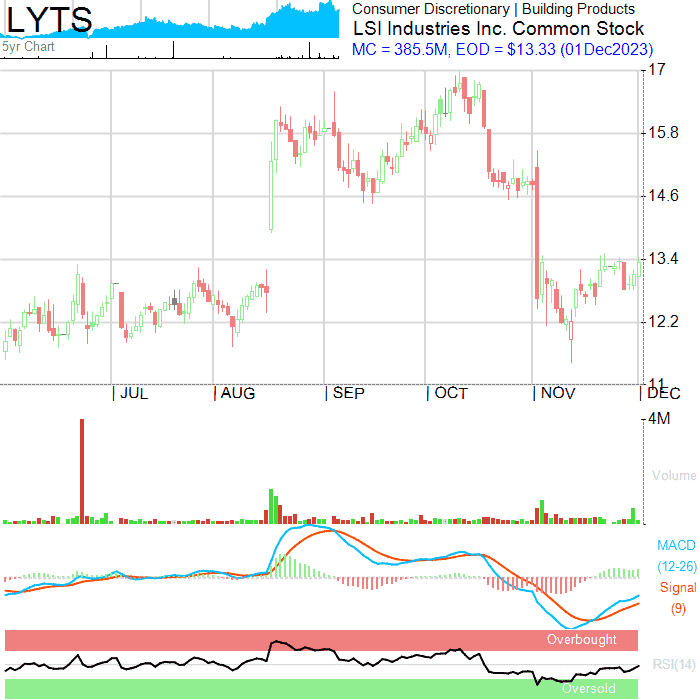 LYTS
5yr Chart
Consumer Discretionary | Building Products
LSI Industries Inc. Common Stock
MC = 385.5M, EOD = $13.33 (01Dec2023)
17
15.8
14.6
13.4
12.2
11
| JUL | AUG | SEP | OCT | NOV | DEC
4M
Volume
MACD
(12-26)
Signal
(9)
Overbought
RSI(14)
Oversold